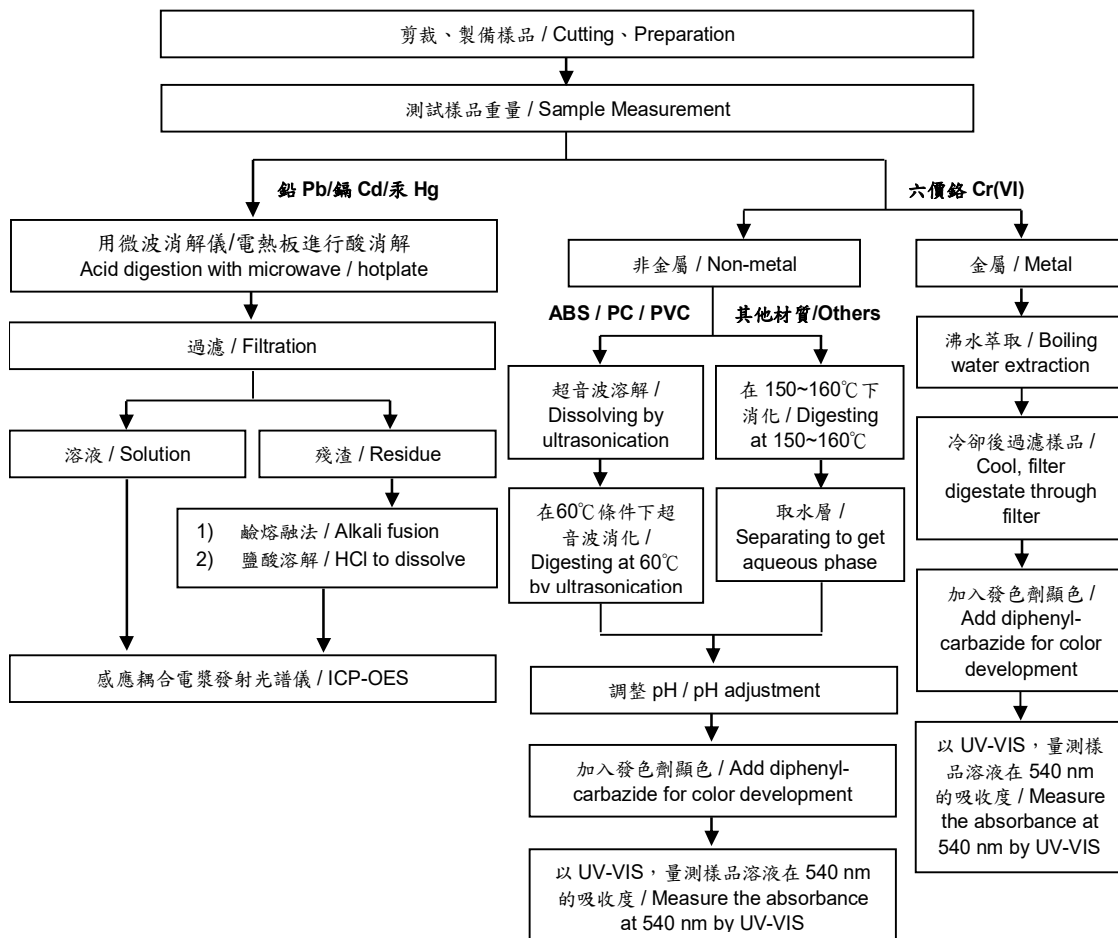 剪裁、製備樣品 / Cutting、Preparation
測試樣品重量 / Sample Measurement
鉛 Pb/鎘 Cd/汞 Hg
六價鉻 Cr(VI)
用微波消解儀/電熱板進行酸消解
Acid digestion with microwave / hotplate
過濾 / Filtration
溶液 / Solution
殘渣 / Residue
1) 鹼熔融法 / Alkali fusion
2) 鹽酸溶解 / HCl to dissolve
感應耦合電漿發射光譜儀 / ICP-OES
非金屬 / Non-metal
ABS / PC / PVC
其他材質/Others
超音波溶解 /
Dissolving by
ultrasonication
在60℃條件下超
音波消化 /
Digesting at 60℃
by ultrasonication
在 150~160℃下
消化 / Digesting
at 150~160℃
取水層 /
Separating to get
aqueous phase
調整 pH / pH adjustment
加入發色劑顯色 / Add diphenyl-
carbazide for color development
以 UV-VIS，量測樣品溶液在 540 nm
的吸收度 / Measure the absorbance
at 540 nm by UV-VIS
金屬 / Metal
沸水萃取 / Boiling
water extraction
冷卻後過濾樣品 /
Cool, filter
digestate through
filter
加入發色劑顯色 /
Add diphenyl-
carbazide for color
development
以 UV-VIS，量測樣
品溶液在 540 nm
的吸收度 / Measure
the absorbance at
540 nm by UV-VIS